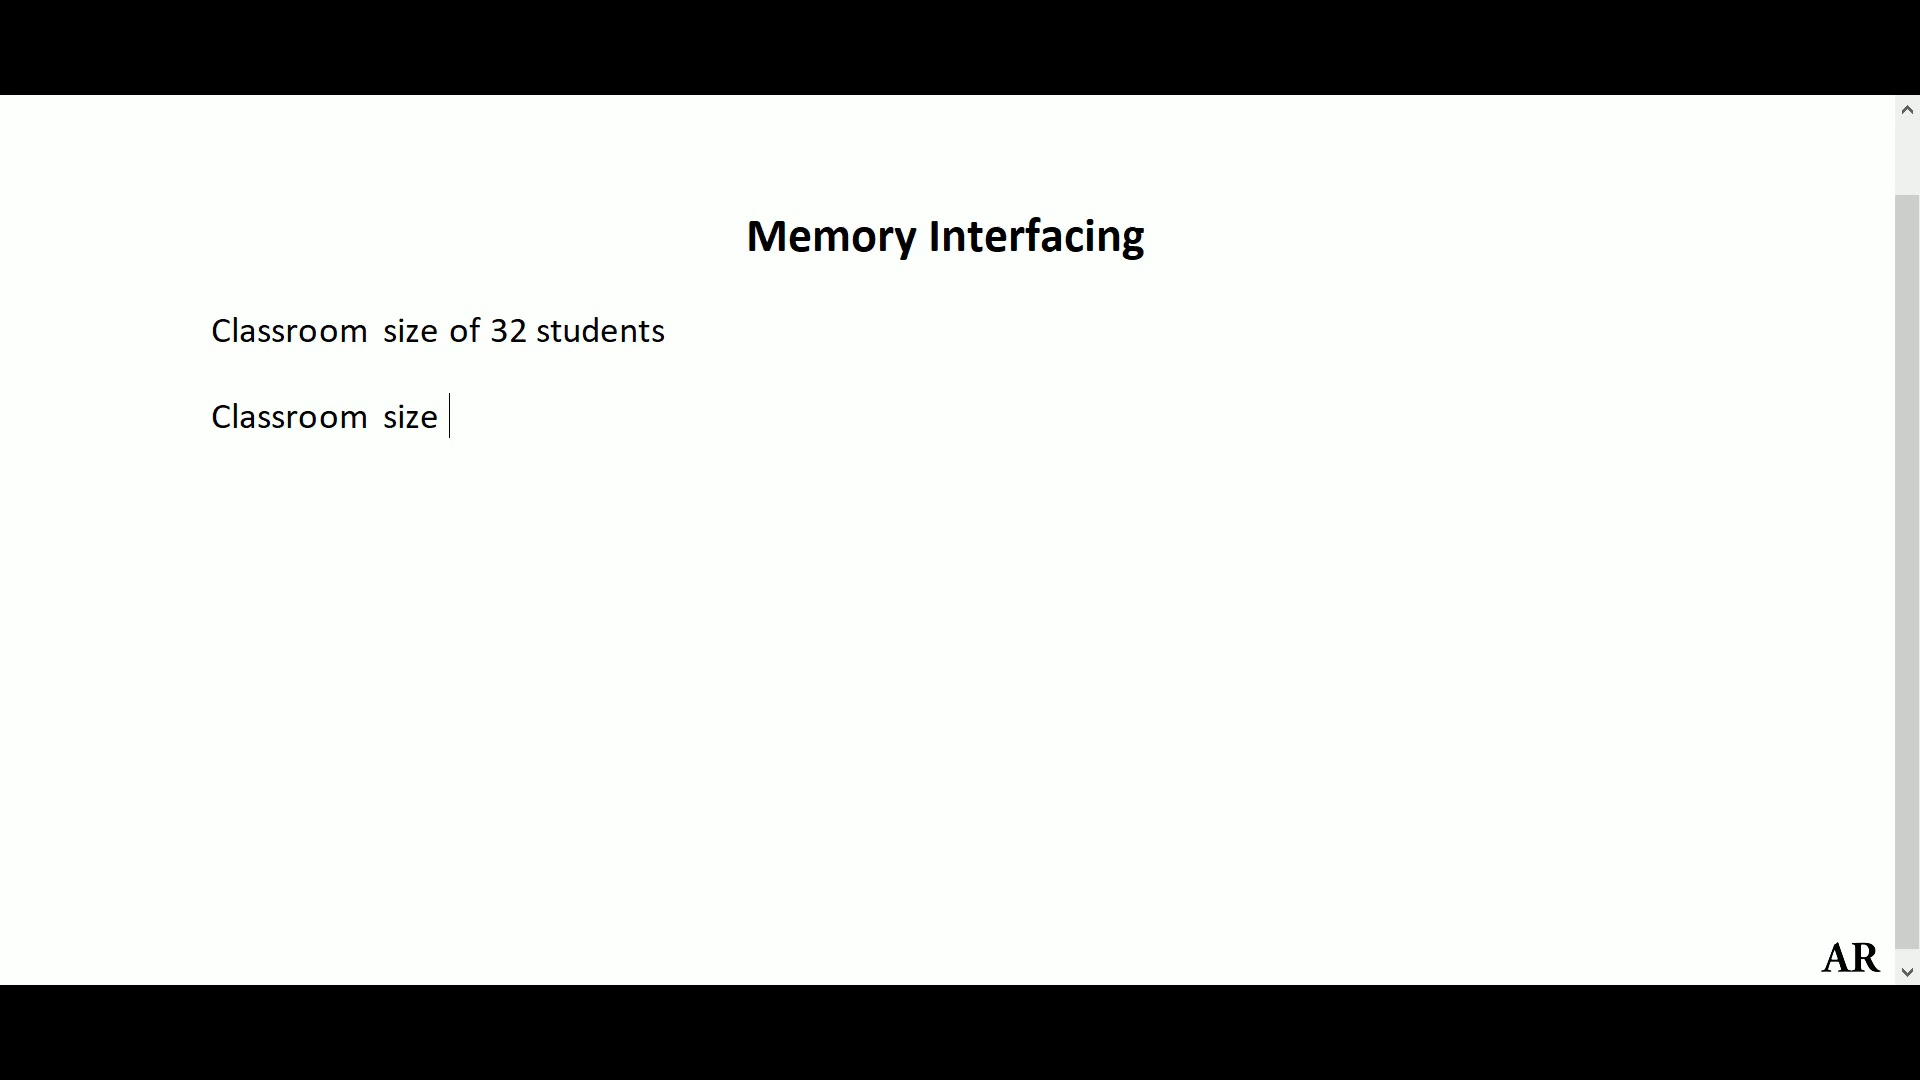 Memory Interfacing
Classroom size of 32 students
Classroom size
AR